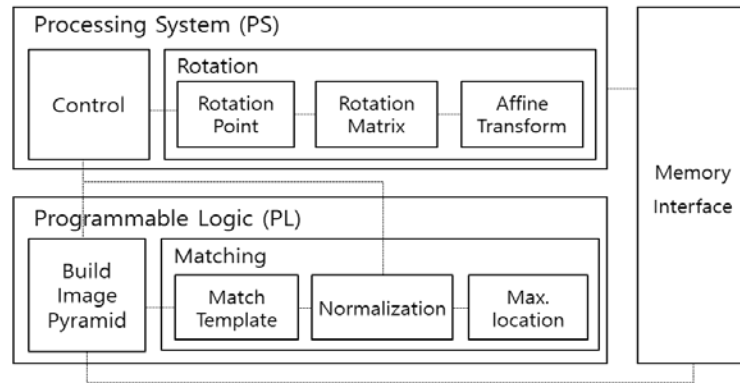 Processing System (PS)
Control
Rotation
Rotation
Point
Rotation
Matrix
Affine
Transform
Programmable Logic (PL)
Build
Image
Pyramid
Matching
Match
Template
Normalization
Max.
location
Memory
Interface